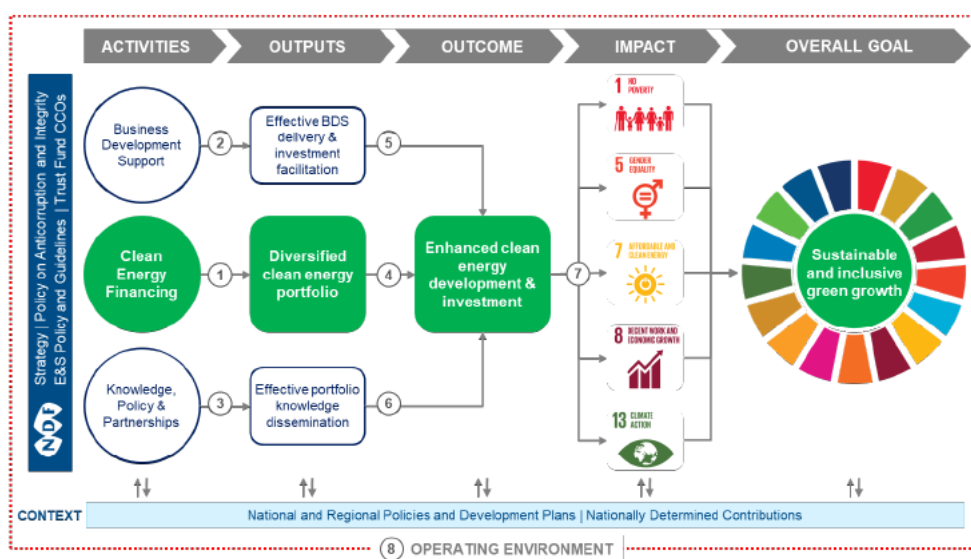 ACTIVITIES
OUTPUTS
OUTCOME
IMPACT
OVERALL GOAL
Strategy | Policy on Anticorruption and Integrity
E&S Policy and Guidelines | Trust Fund CCOs
NDF
Business
Development
Support
2
Effective BDS
delivery &
investment
facilitation
5
Clean
Energy
Financing
1
Diversified
clean energy
portfolio
4
Enhanced clean
energy
development &
investment
7
Knowledge,
Policy &
Partnerships
3
Effective portfolio
knowledge
dissemination
6
1 NO
POVERTY
5 GENDER
EQUALITY
7 AFFORDABLE AND
CLEAN ENERGY
8 DECENT WORK AND
ECONOMIC GROWTH
13 CLIMATE
ACTION
Sustainable
and inclusive
green growth
CONTEXT
National and Regional Policies and Development Plans | Nationally Determined Contributions
8 OPERATING ENVIRONMENT